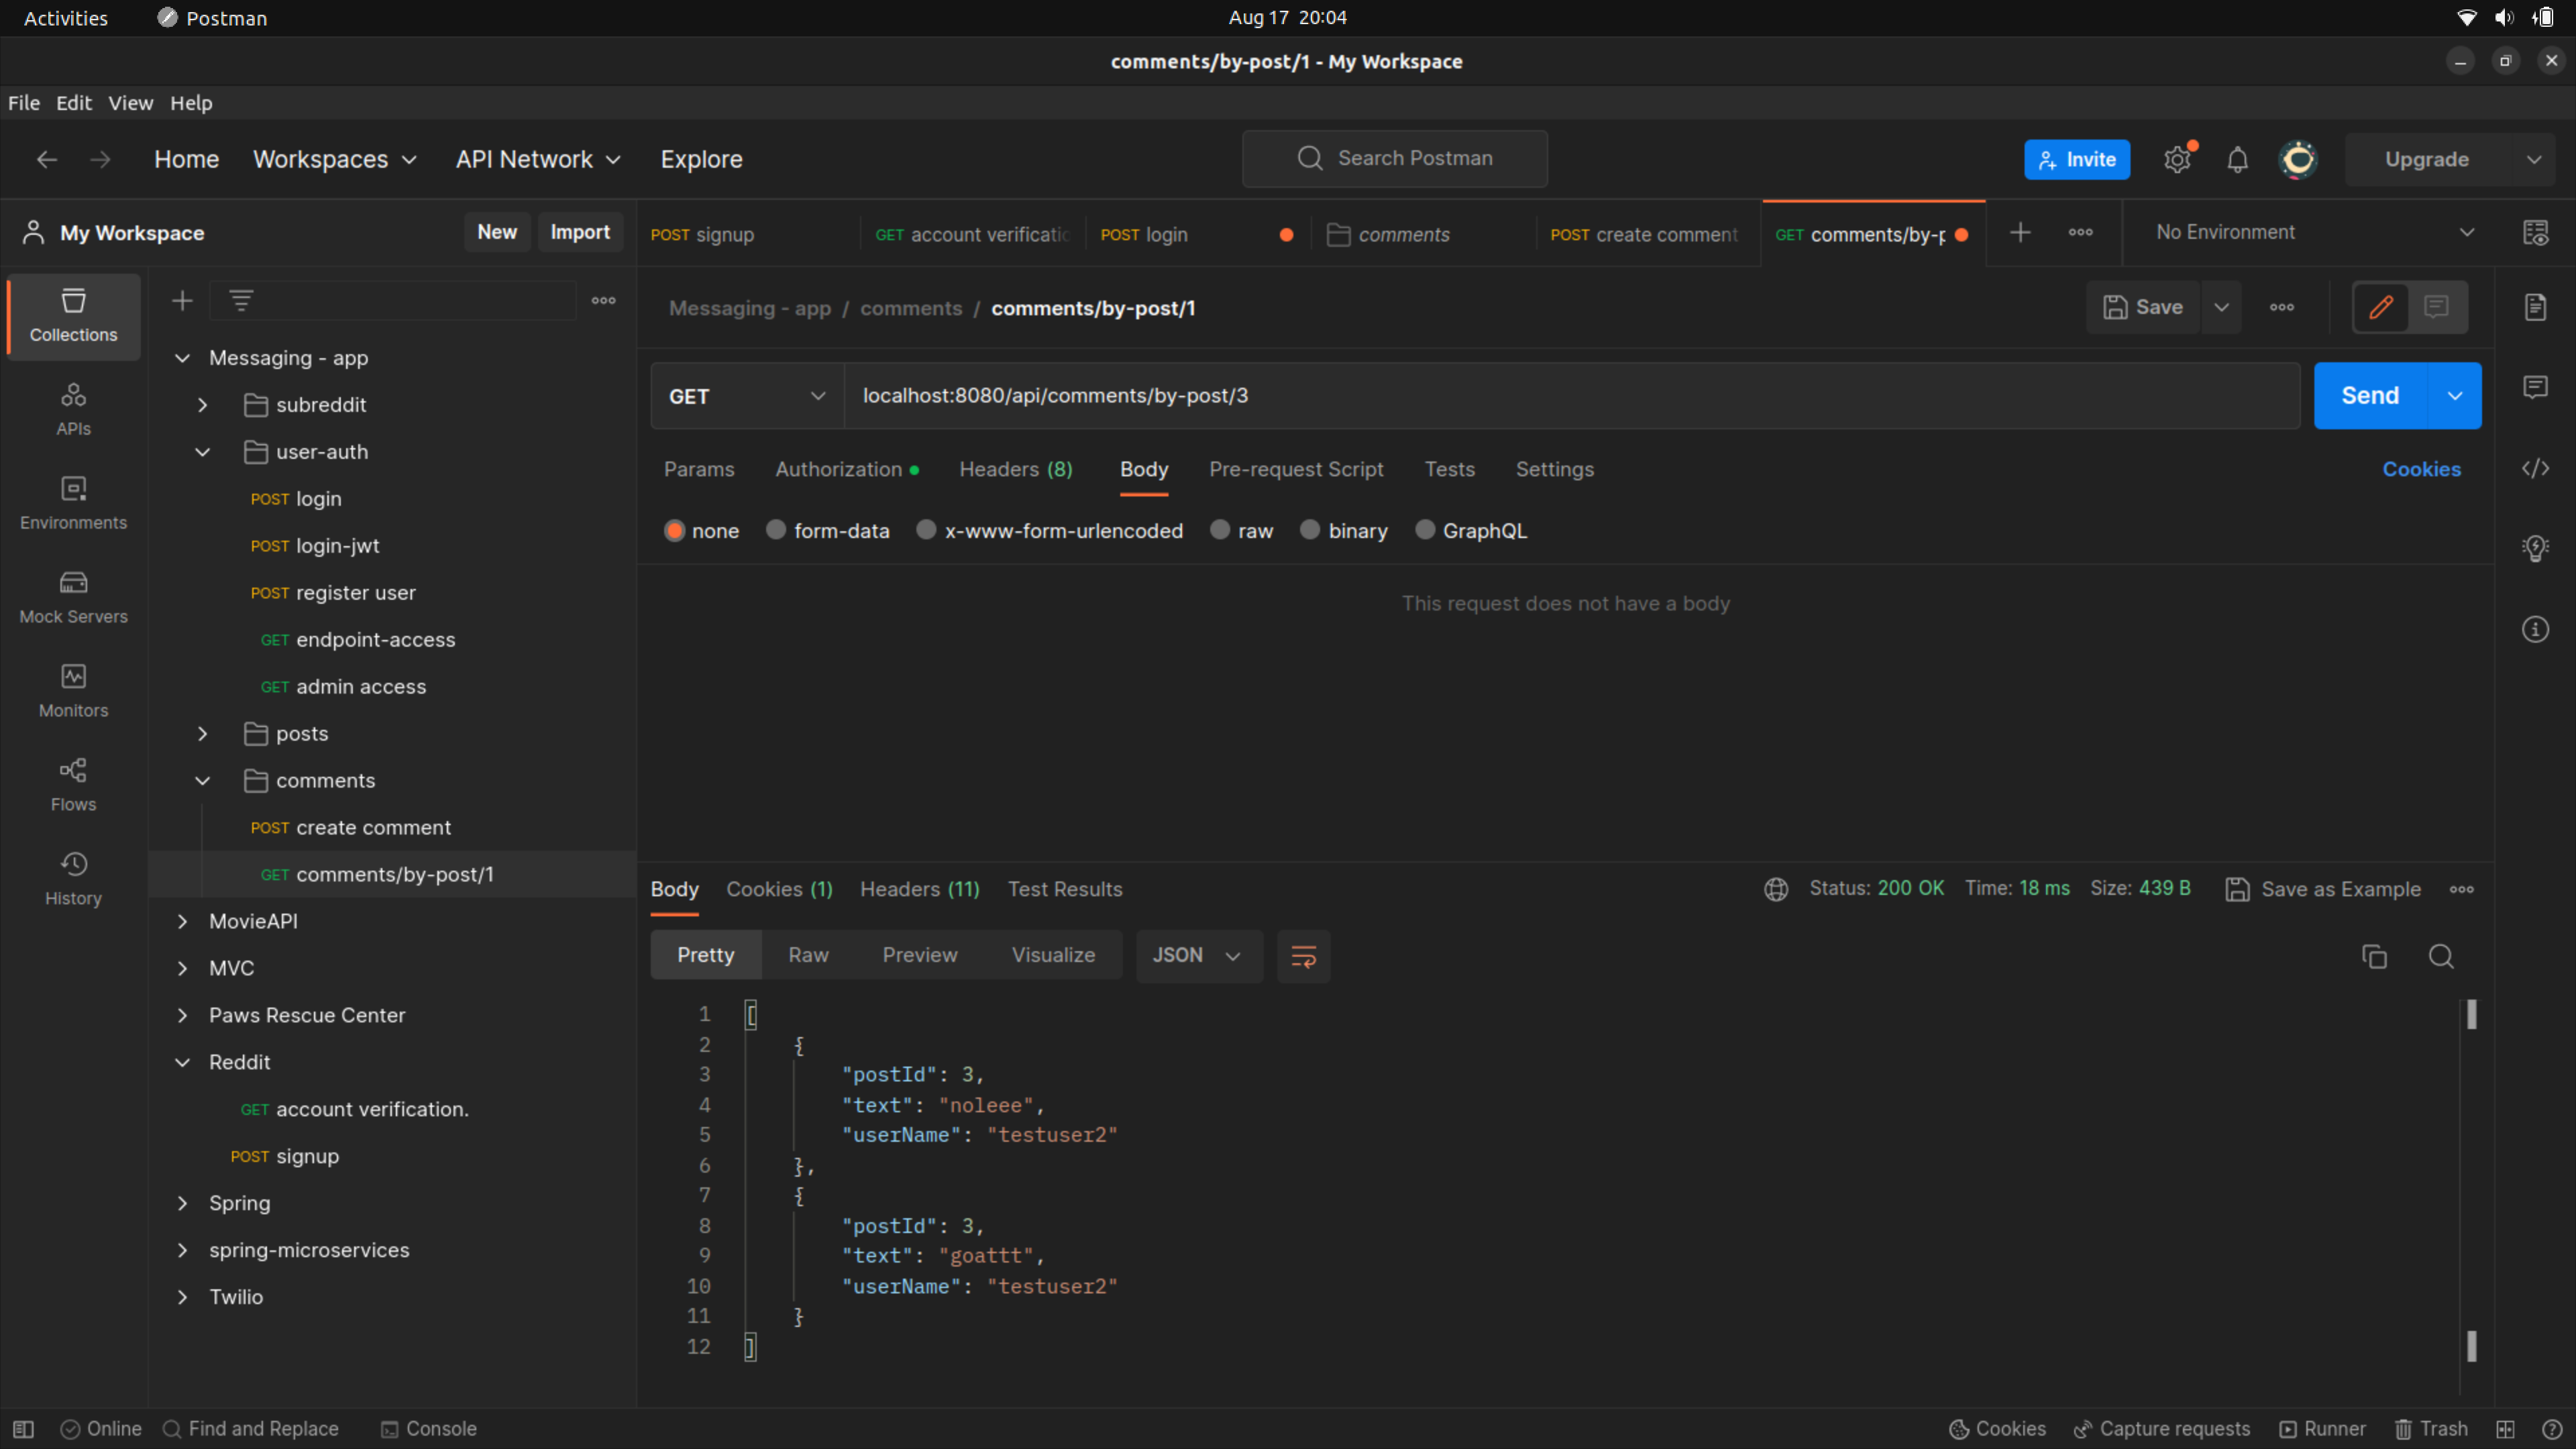 Activities Postman Aug 17 20:04
comments/by-post/1 - My Workspace
File Edit View Help
Home Workspaces API Network Explore Search Postman Invite Upgrade
My Workspace New Import POST signup GET account verificatio POST login comments POST create comment GET comments/by-p No Environment
Collections
APIs
Environments
Mock Servers
Monitors
Flows
History
Messaging - app
subreddit
user-auth
POST login
POST login-jwt
POST register user
GET endpoint-access
GET admin access
posts
comments
POST create comment
GET comments/by-post/1
MovieAPI
MVC
Paws Rescue Center
Reddit
GET account verification.
POST signup
Spring
spring-microservices
Twilio
Messaging - app / comments / comments/by-post/1 Save
GET localhost:8080/api/comments/by-post/3 Send
Params Authorization Headers (8) Body Pre-request Script Tests Settings Cookies
none form-data x-www-form-urlencoded raw binary GraphQL
This request does not have a body
Body Cookies (1) Headers (11) Test Results Status: 200 OK Time: 18 ms Size: 439 B Save as Example
Pretty Raw Preview Visualize JSON
1 [
2 {
3 "postId": 3,
4 "text": "noleee",
5 "userName": "testuser2"
6 },
7 {
8 "postId": 3,
9 "text": "goattt",
10 "userName": "testuser2"
11 }
12 ]
Online Find and Replace Console Cookies Capture requests Runner Trash